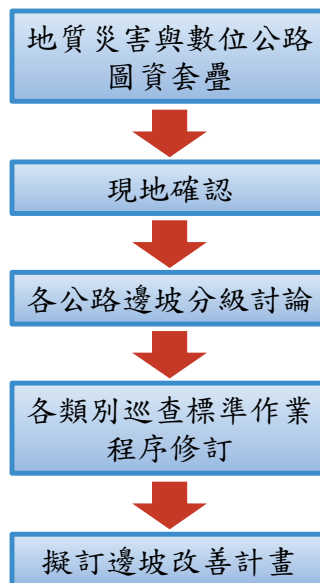 地質災害與數位公路
圖資套疊
現地確認
各公路邊坡分級討論
各類別巡查標準作業
程序修訂
擬訂邊坡改善計畫